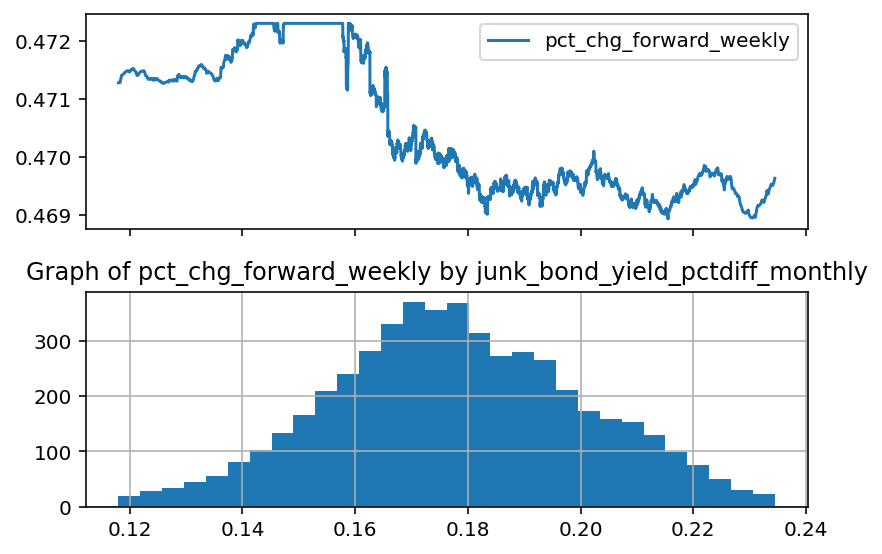 0.472
0.471
0.470
0.469
pct_chg_forward_weekly
Graph of pct_chg_forward_weekly by junk_bond_yield_pctdiff_monthly
300
200
100
0
0.12 0.14 0.16 0.18 0.20 0.22 0.24